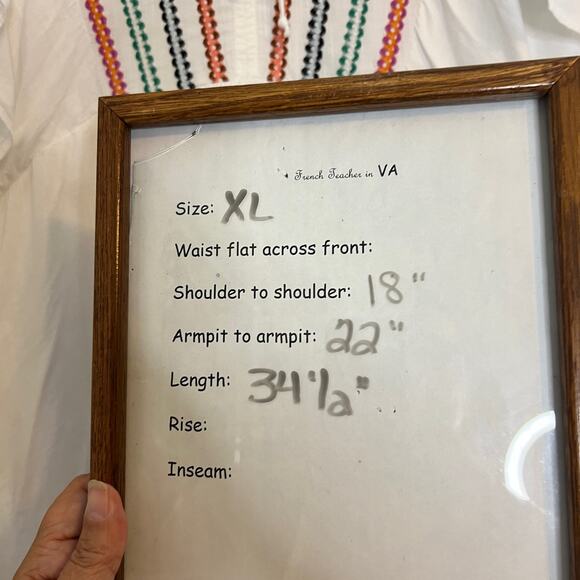 French Teacher in VA
Size: XL
Waist flat across front:
Shoulder to shoulder: 18"
Armpit to armpit: 22"
Length: 34 1/2"
Rise:
Inseam: